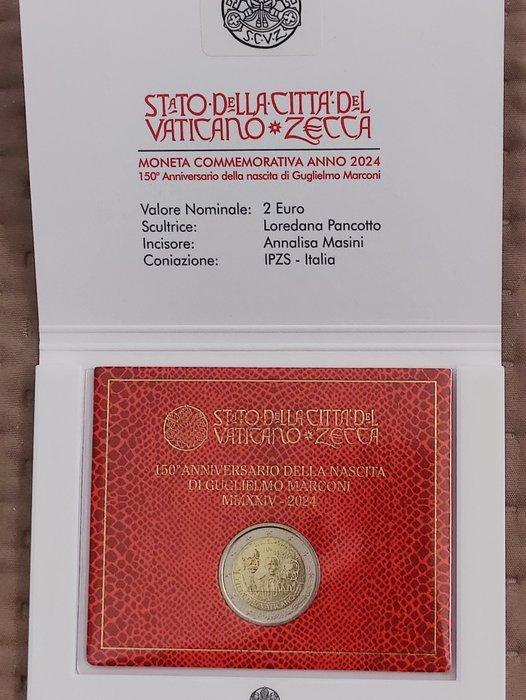 S.C.V.Z.
STATO·DELLA·CITTÀ·DEL
VATICANO ZECCA
MONETA COMMEMORATIVA ANNO 2024
150° Anniversario della nascita di Guglielmo Marconi
Valore Nominale: 2 Euro
Scultrice: Loredana Pancotto
Incisore: Annalisa Masini
Coniazione: IPZS - Italia
STATO·DELLA·CITTÀ·DEL
VATICANO ZECCA
150° ANNIVERSARIO DELLA NASCITA
DI GUGLIELMO MARCONI
MMXXIV - 2024